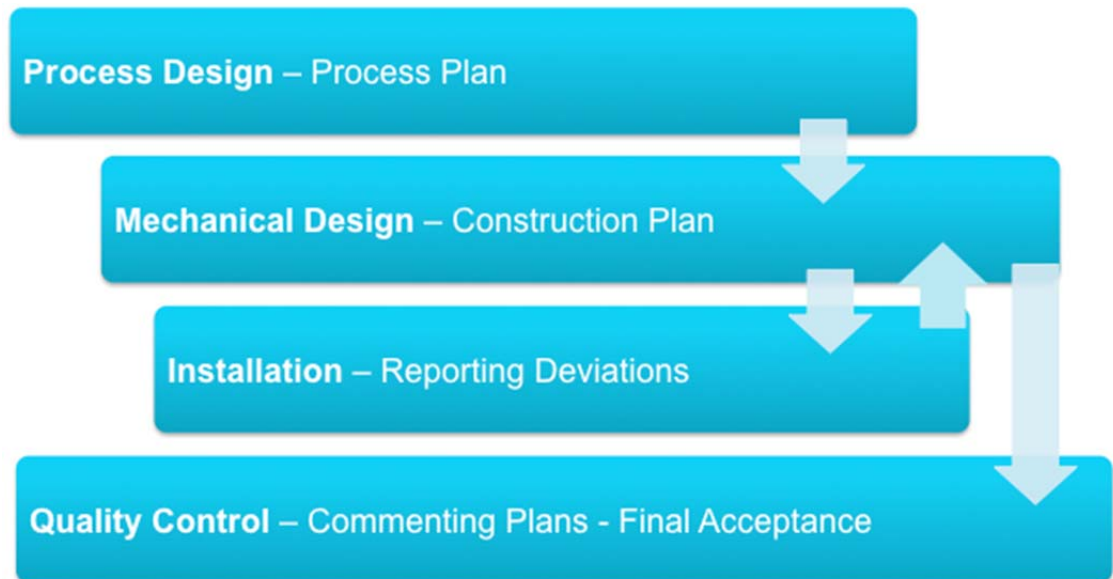 Process Design – Process Plan
Mechanical Design – Construction Plan
Installation – Reporting Deviations
Quality Control – Commenting Plans - Final Acceptance